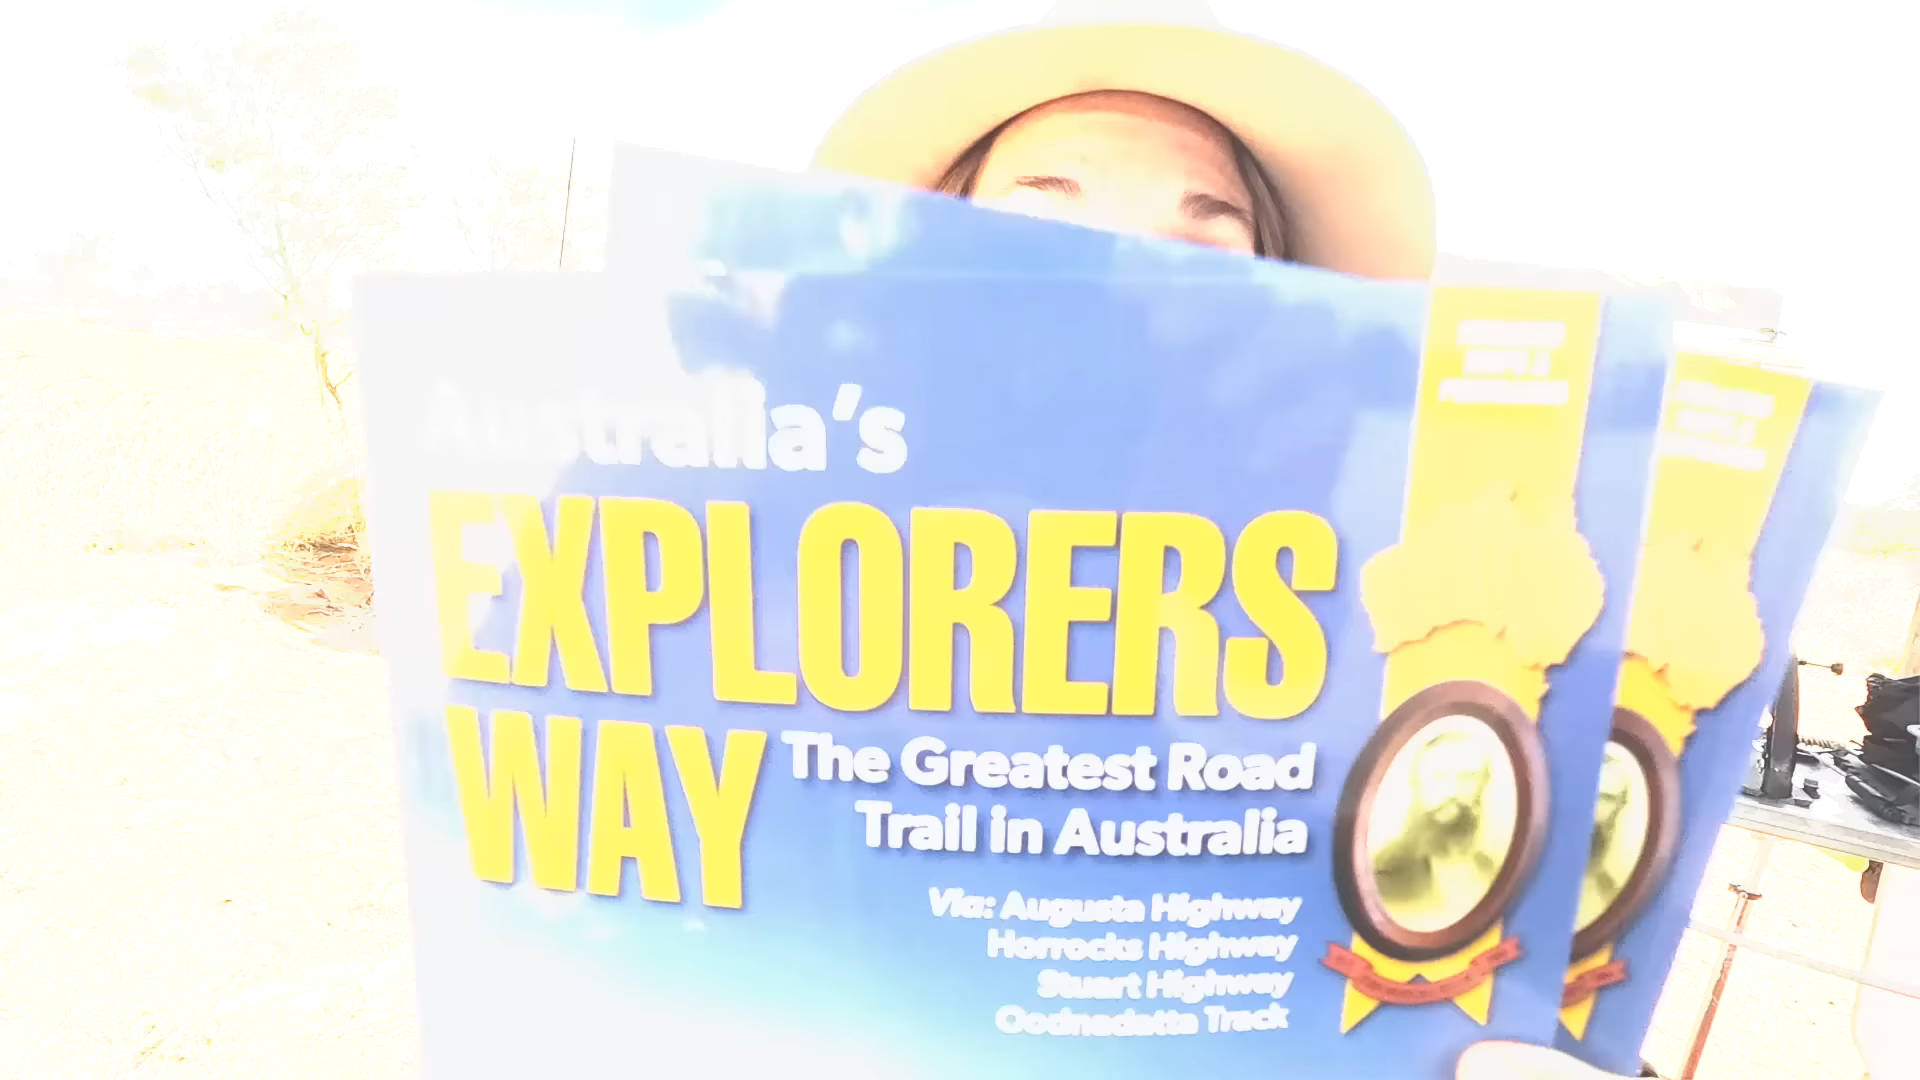 Australia's
EXPLORERS
WAY
The Greatest Road
Trail in Australia
Via: Augusta Highway
Horrocks Highway
Stuart Highway
Oodnadatta Track